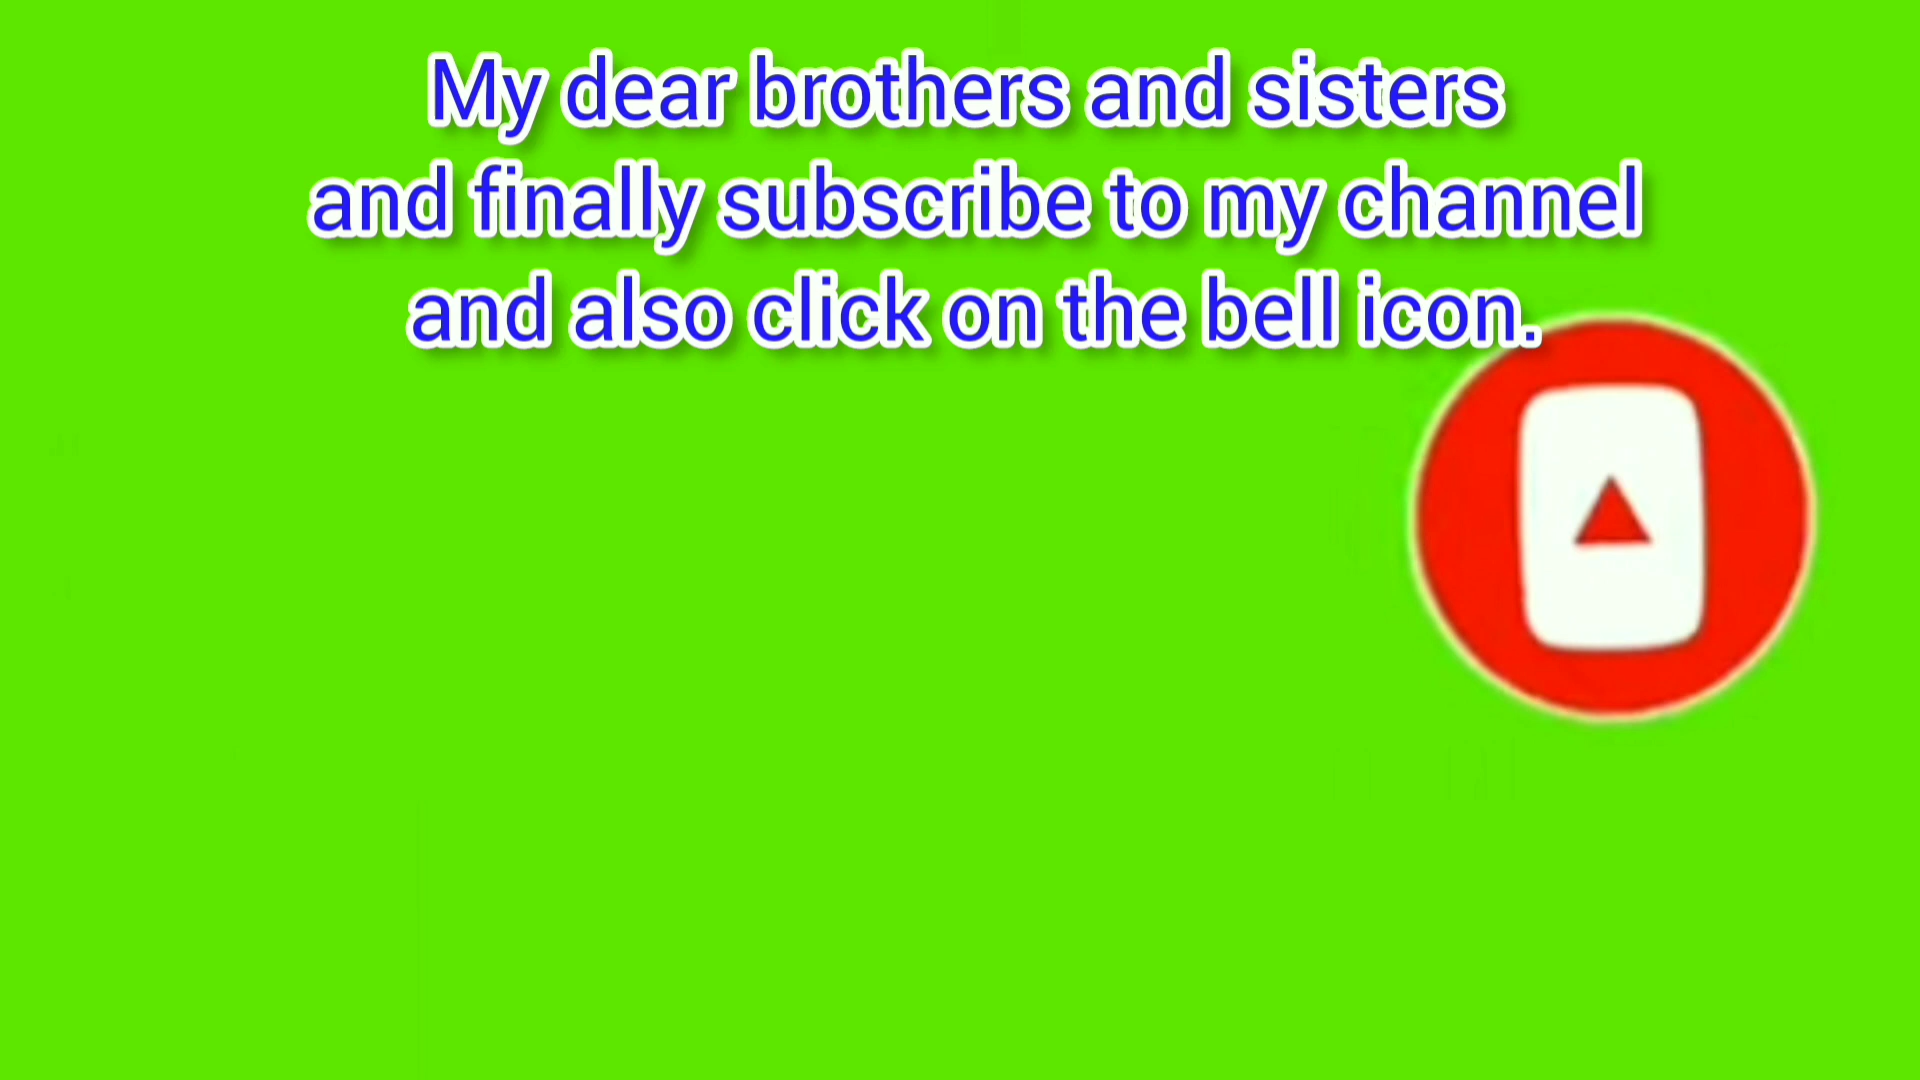 My dear brothers and sisters
and finally subscribe to my channel
and also click on the bell icon.